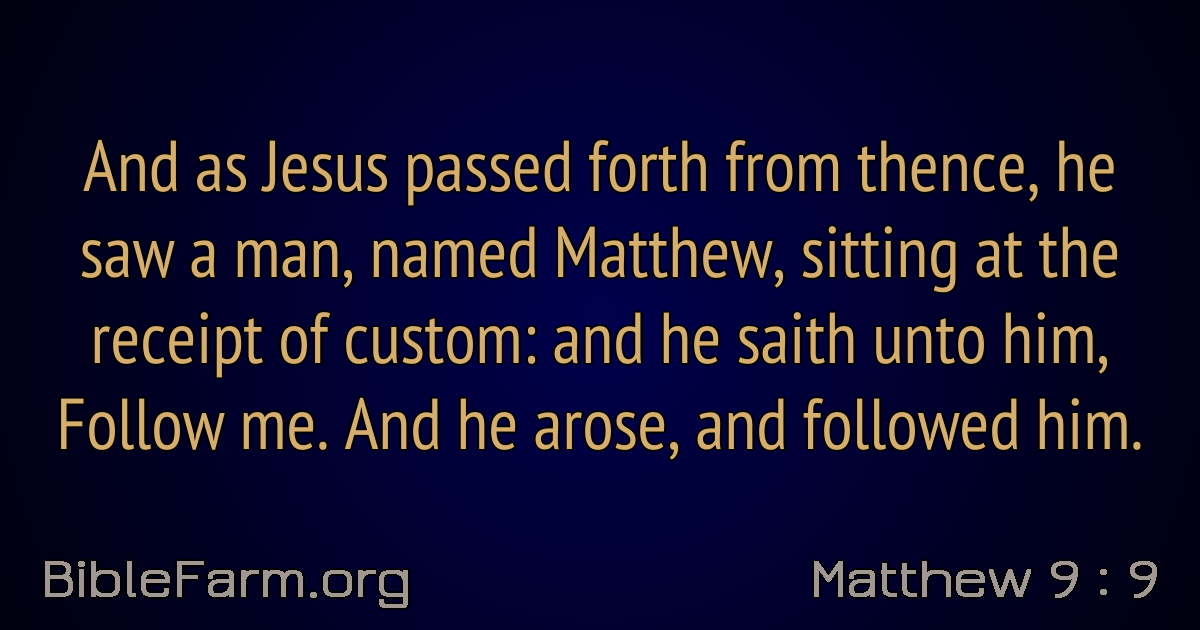 And as Jesus passed forth from thence, he
saw a man, named Matthew, sitting at the
receipt of custom: and he saith unto him,
Follow me. And he arose, and followed him.
BibleFarm.org
Matthew 9 : 9